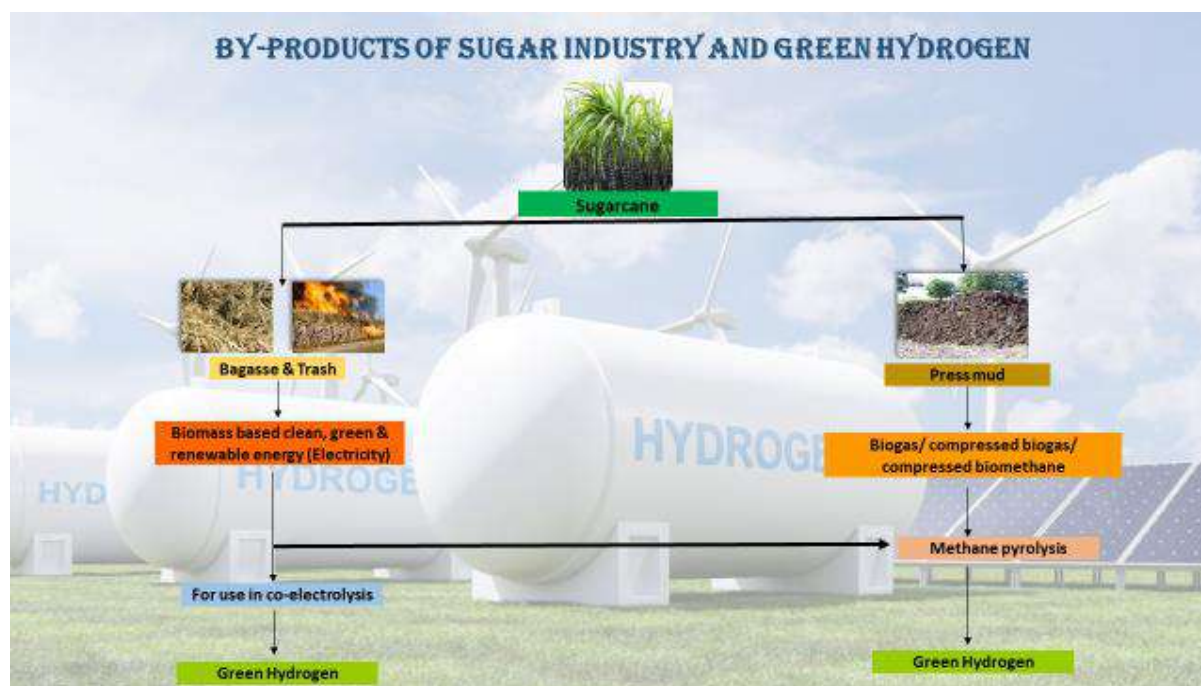 BY-PRODUCTS OF SUGAR INDUSTRY AND GREEN HYDROGEN
Sugarcane
Bagasse & Trash
Press mud
Biomass based clean, green &
renewable energy (Electricity)
Biogas/ compressed biogas/
compressed biomethane
HYD
HYDROGE
HYDROGE
Methane pyrolysis
For use in co-electrolysis
Green Hydrogen
Green Hydrogen